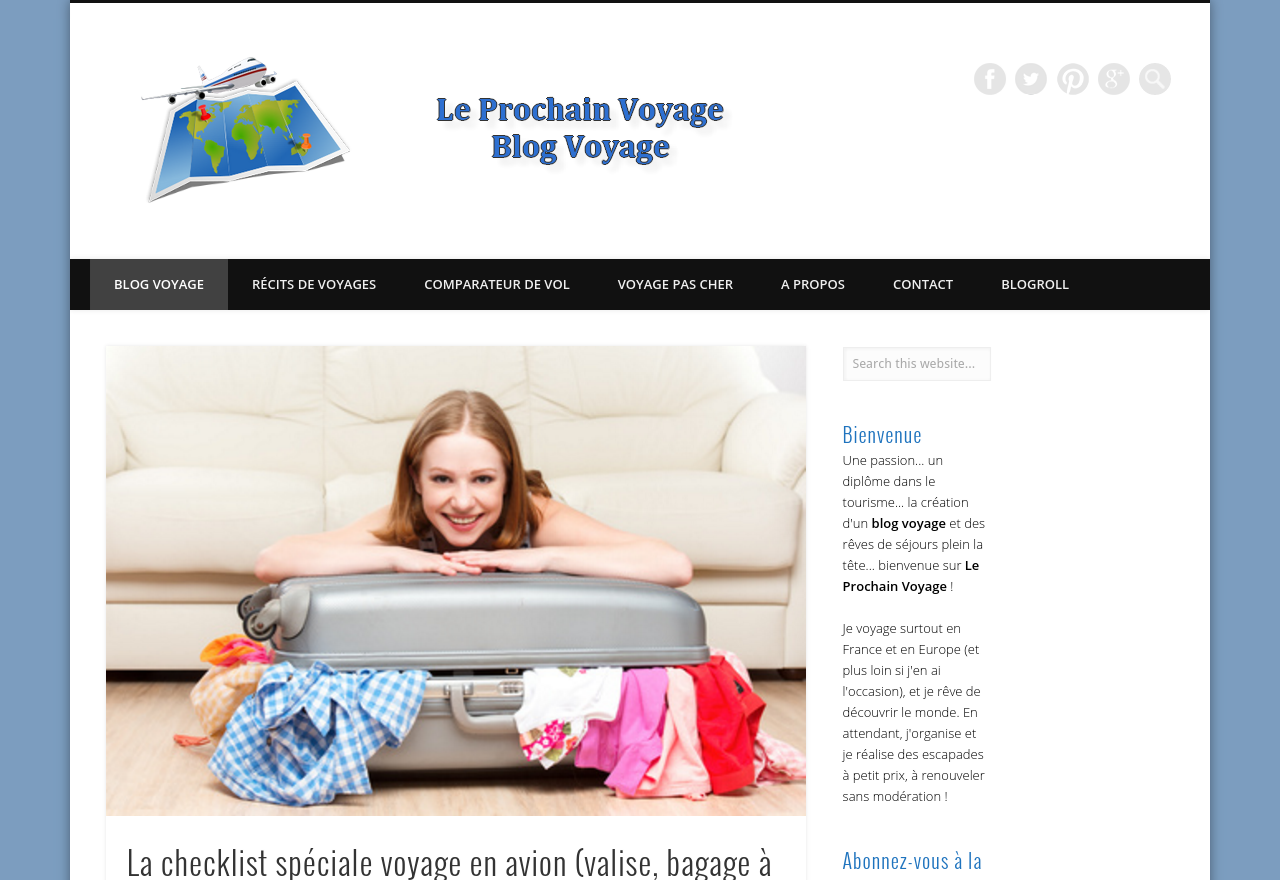 Le Prochain Voyage
Blog Voyage
BLOG VOYAGE
RÉCITS DE VOYAGES
COMPARATEUR DE VOL
VOYAGE PAS CHER
A PROPOS
CONTACT
BLOGROLL
La checklist spéciale voyage en avion (valise, bagage à
Search this website...
Bienvenue
Une passion... un
diplôme dans le
tourisme... la création
d'un blog voyage et des
rêves de séjours plein la
tête... bienvenue sur Le
Prochain Voyage !
Je voyage surtout en
France et en Europe (et
plus loin si j'en ai
l'occasion), et je rêve de
découvrir le monde. En
attendant, j'organise et
je réalise des escapades
à petit prix, à renouveler
sans modération !
Abonnez-vous à la